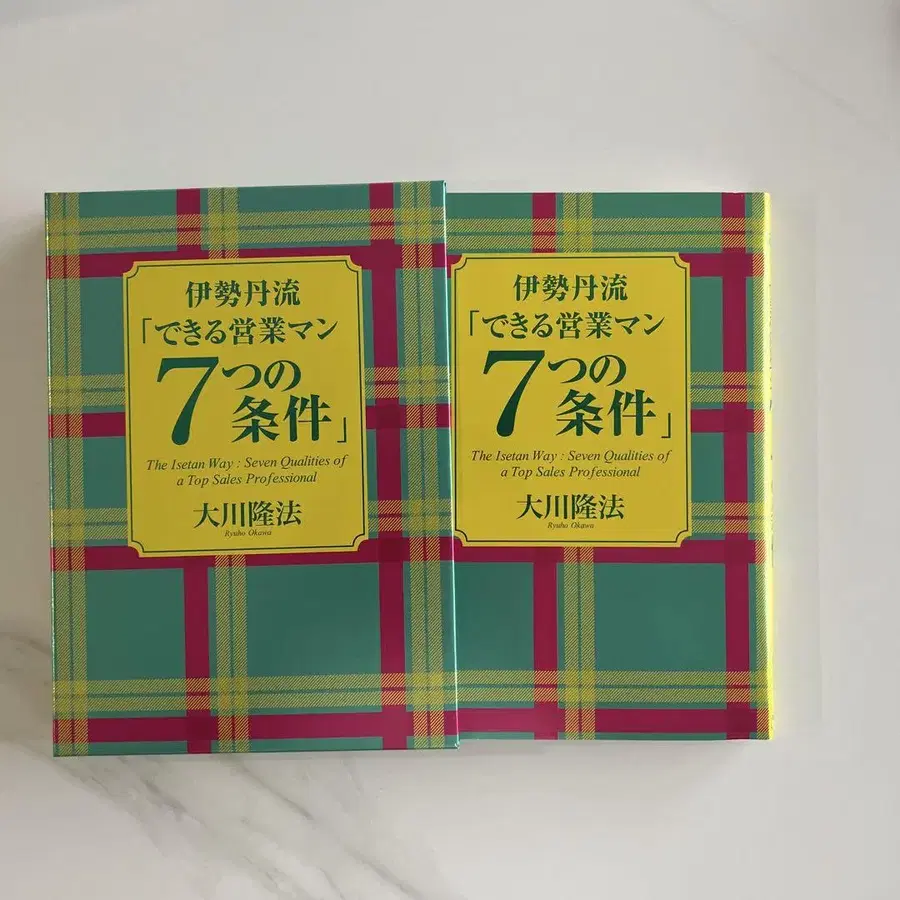 伊勢丹流
「できる営業マン
7つの
条件」
The Isetan Way : Seven Qualities of
a Top Sales Professional
大川隆法
Ryuho Okawa
伊勢丹流
「できる営業マン
7つの
条件」
The Isetan Way : Seven Qualities of
a Top Sales Professional
大川隆法
Ryuho Okawa